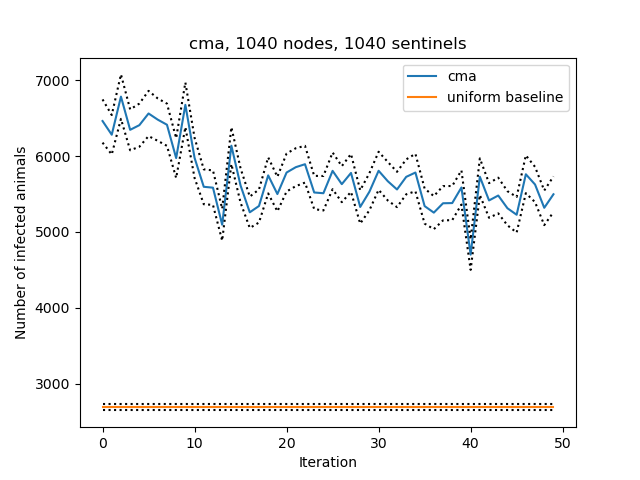 cma, 1040 nodes, 1040 sentinels
cma
uniform baseline
Number of infected animals
7000
6000
5000
4000
3000
0 10 20 30 40 50
Iteration